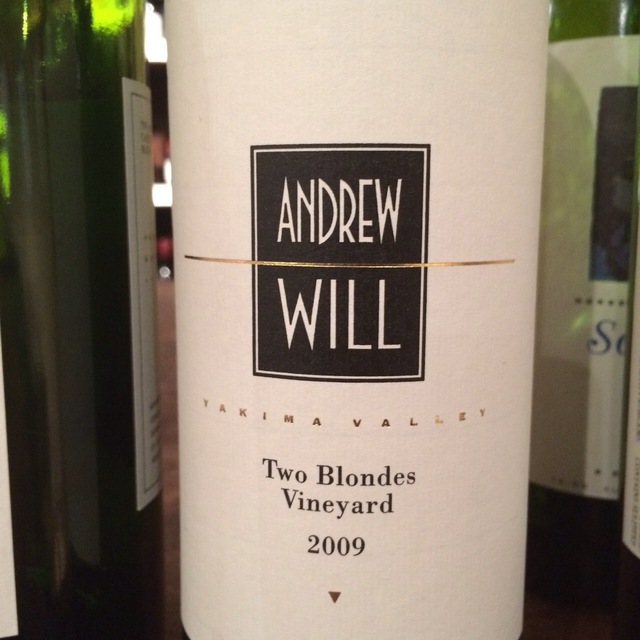 ANDREW
WILL
YAKIMA VALLEY
Two Blondes
Vineyard
2009